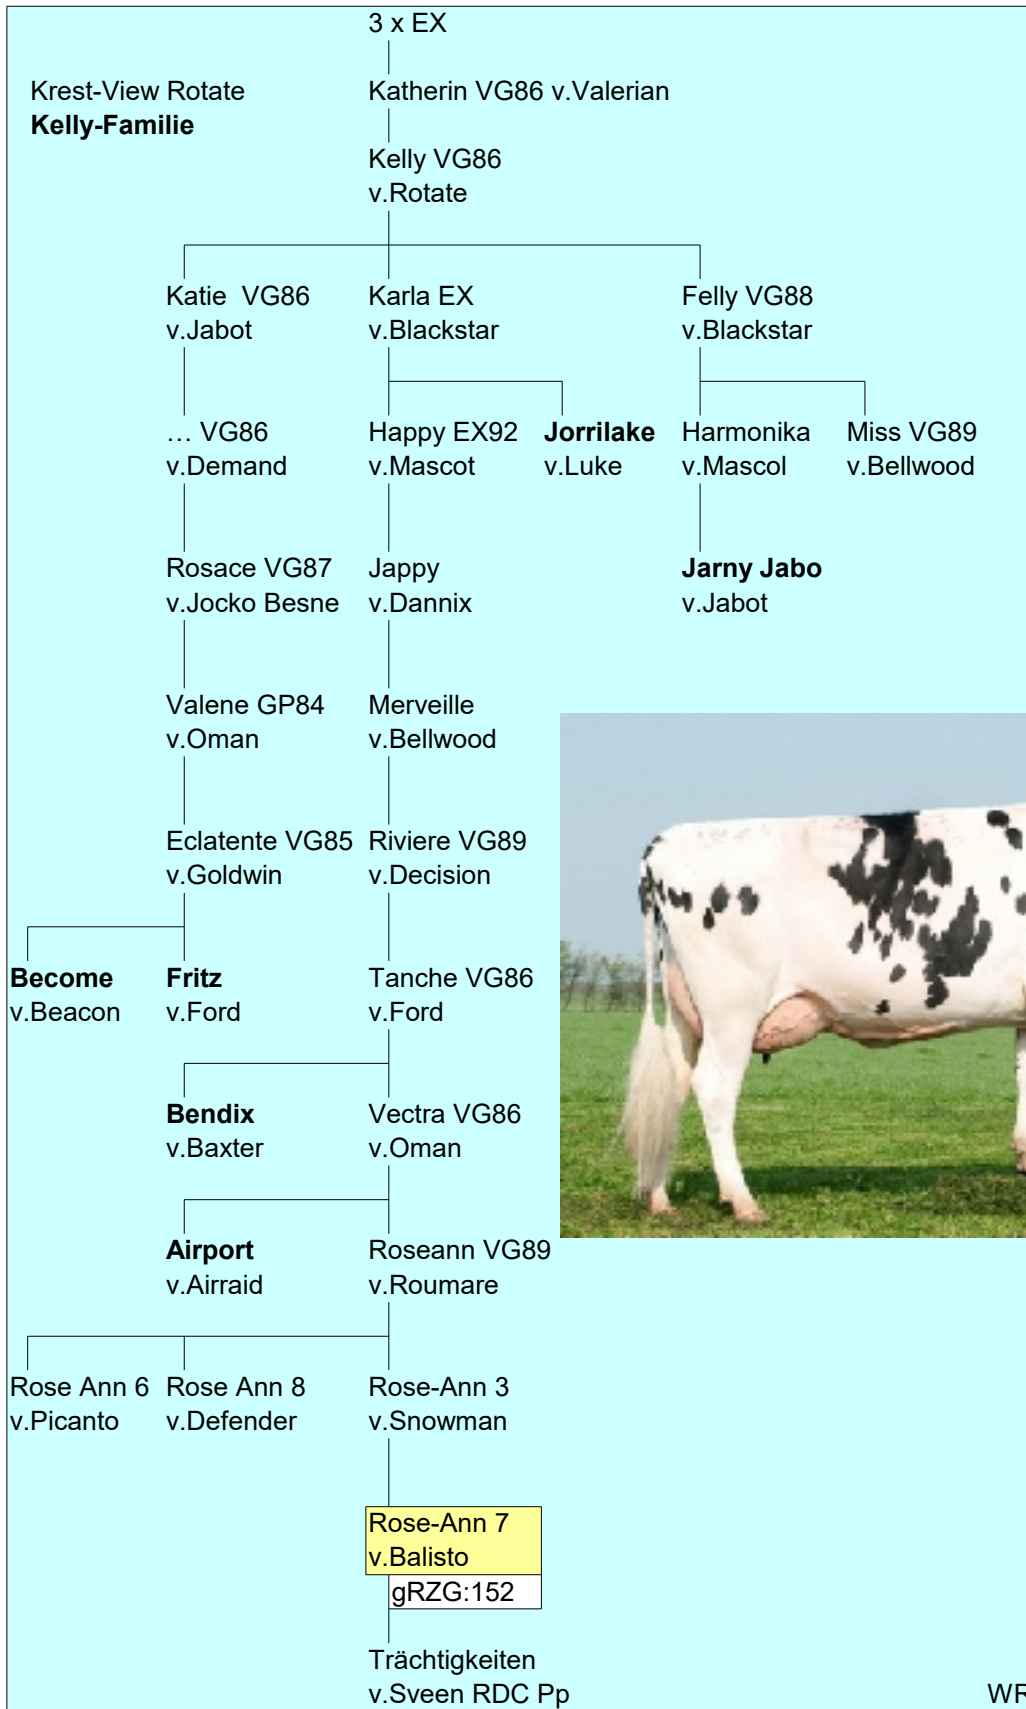 3 x EX
Krest-View Rotate
Kelly-Familie
Katherin VG86 v.Valerian
Kelly VG86
v.Rotate
Katie  VG86
v.Jabot
Karla EX
v.Blackstar
Felly VG88
v.Blackstar
… VG86
v.Demand
Happy EX92
v.Mascot
Jorrilake
v.Luke
Harmonika
v.Mascol
Miss VG89
v.Bellwood
Rosace VG87
v.Jocko Besne
Jappy
v.Dannix
Jarny Jabo
v.Jabot
Valene GP84
v.Oman
Merveille
v.Bellwood
Eclatente VG85
v.Goldwin
Riviere VG89
v.Decision
Become
v.Beacon
Fritz
v.Ford
Tanche VG86
v.Ford
Bendix
v.Baxter
Vectra VG86
v.Oman
Airport
v.Airraid
Roseann VG89
v.Roumare
Rose Ann 6
v.Picanto
Rose Ann 8
v.Defender
Rose-Ann 3
v.Snowman
Rose-Ann 7
v.Balisto
gRZG:152
Trächtigkeiten
v.Sveen RDC Pp
WR